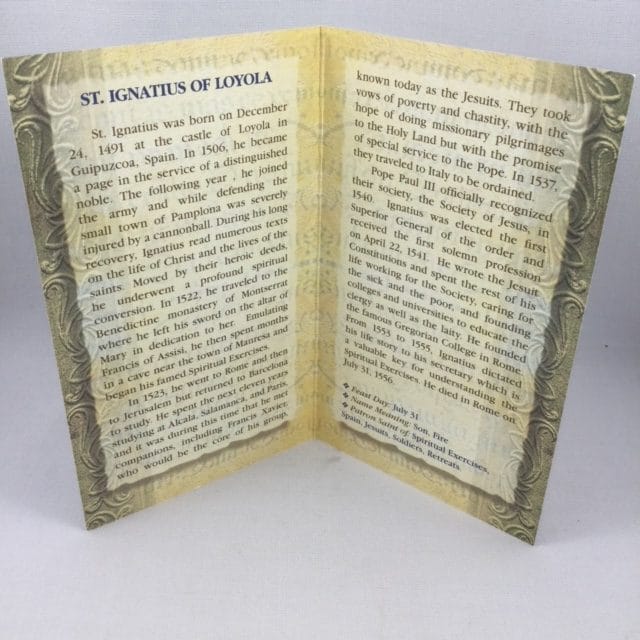 ST. IGNATIUS OF LOYOLA
St. Ignatius was born on December
24, 1491 at the castle of Loyola in
Guipuzcoa, Spain. In 1506, he became
a page in the service of a distinguished
noble. The following year , he joined
the army and while defending the
small town of Pamplona was severely
injured by a cannonball. During his long
recovery, Ignatius read numerous texts
on the life of Christ and the lives of the
saints. Moved by their heroic deeds,
he underwent a profound spiritual
conversion. In 1522, he traveled to the
Benedictine monastery of Montserrat
where he left his sword on the altar of
Mary in dedication to her. Emulating
Francis of Assisi, he then spent months
in a cave near the town of Manresa and
began his famed Spiritual Exercises.
In 1523, he went to Rome and then
to Jerusalem but returned to Barcelona
to study. He spent the next eleven years
studying at Alcala, Salamanca, and Paris
and it was during this time that he met
companions, including Francis Xavier,
who would be the core of his group,
known today as the Jesuits. They took
vows of poverty and chastity, with the
hope of doing missionary pilgrimages
to the Holy Land but with the promise
of special service to the Pope. In 1537,
they traveled to Italy to be ordained.
Pope Paul III officially recognized
their society, the Society of Jesus, in
1540. Ignatius was elected the first
Superior General of the order and
received the first solemn Profession
on April 22, 1541. He wrote the Jesuit
Constitutions and spent the rest of his
life working for the Society, caring for
the sick and the poor, and founding
colleges and universities to educate the
clergy as well as the laity. He founded
the famous Gregorian College in Rome.
From 1553 to 1555, Ignatius dictated
his life story to his secretary which is
a valuable key for understanding the
Spiritual Exercises. He died in Rome on
July 31, 1556.
❖ Feast Day: July 31
❖ Name Meaning: Son, Fire
❖ Patron Saint of: Spiritual Exercises,
Spain, Jesuits, Soldiers, Retreats